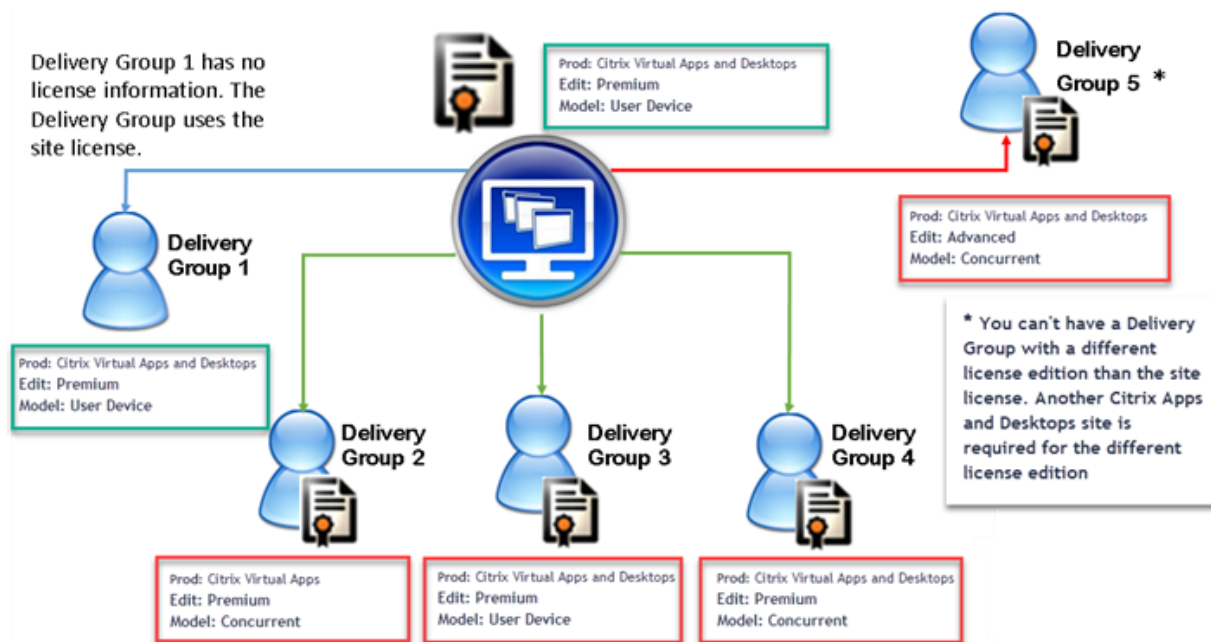 Delivery Group 1 has no
license information. The
Delivery Group uses the
site license.
Prod: Citrix Virtual Apps and Desktops
Edit: Premium
Model: User Device
Delivery
Group 5 *
Prod: Citrix Virtual Apps and Desktops
Edit: Advanced
Model: Concurrent
Delivery
Group 1
Prod: Citrix Virtual Apps and Desktops
Edit: Premium
Model: User Device
* You can't have a Delivery
Group with a different
license edition than the site
license. Another Citrix Apps
and Desktops site is
required for the different
license edition
Delivery
Group 2
Prod: Citrix Virtual Apps
Edit: Premium
Model: Concurrent
Delivery
Group 3
Prod: Citrix Virtual Apps and Desktops
Edit: Premium
Model: User Device
Delivery
Group 4
Prod: Citrix Virtual Apps and Desktops
Edit: Premium
Model: Concurrent